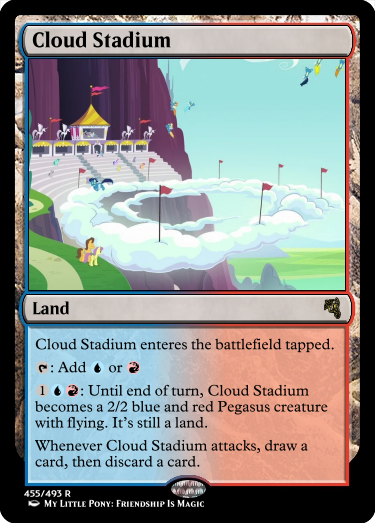 Cloud Stadium
Land
Cloud Stadium enters the battlefield tapped.
: Add or
1 : Until end of turn, Cloud Stadium
becomes a 2/2 blue and red Pegasus creature
with flying. It's still a land.
Whenever Cloud Stadium attacks, draw a
card, then discard a card.
455/493 R
My Little Pony: Friendship Is Magic